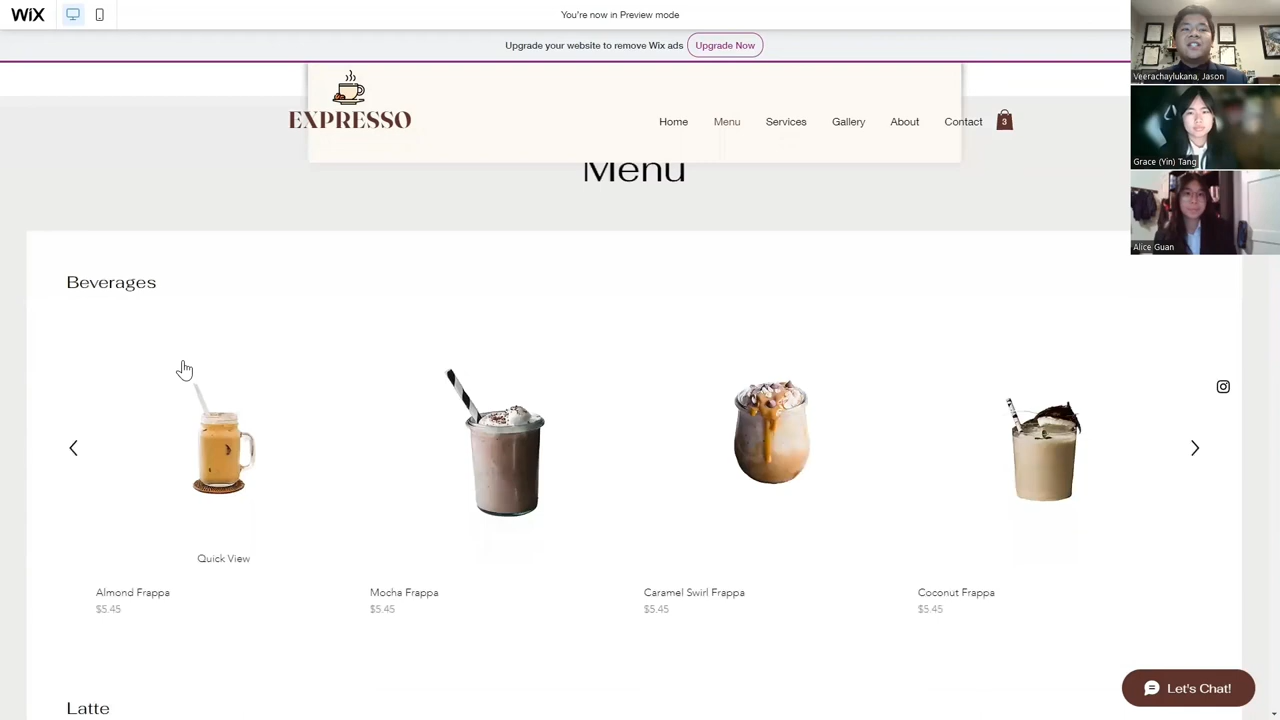 WiX
You're now in Preview mode
Upgrade your website to remove Wix ads
Upgrade Now
Veerachaylukana, Jason
EXPRESSO
Home
Menu
Services
Gallery
About
Contact
3
Grace (Yin) Tang
Menu
Alice Guan
Beverages
Quick View
Almond Frappa
$5.45
Mocha Frappa
$5.45
Caramel Swirl Frappa
$5.45
Coconut Frappa
$5.45
Let's Chat!
Latte